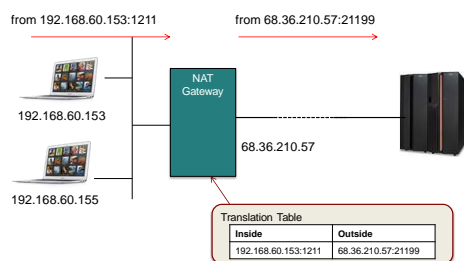 from 192.168.60.153:1211
from 68.36.210.57:21199
NAT
Gateway
192.168.60.153
68.36.210.57
192.168.60.155
Translation Table
Inside
Outside
192.168.60.153:1211
68.36.210.57:21199